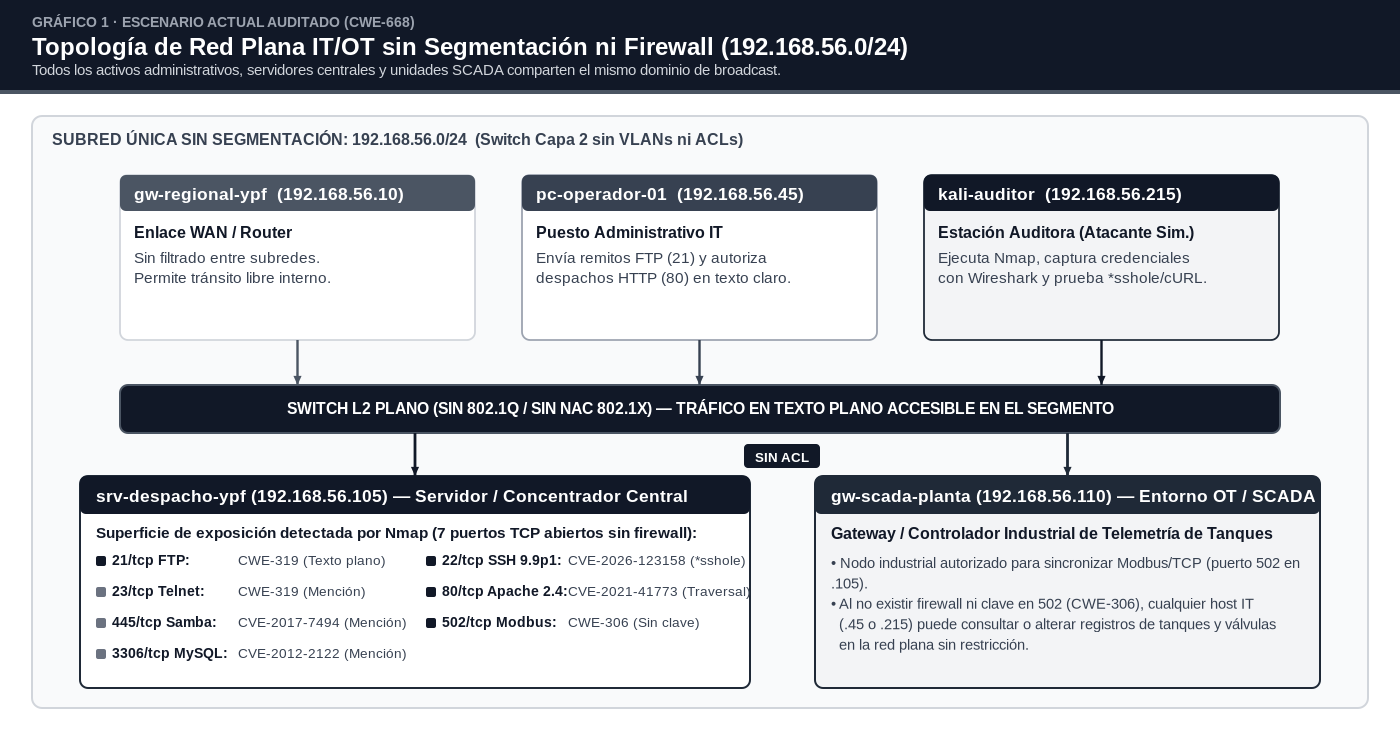 GRÁFICO 1 · ESCENARIO ACTUAL AUDITADO (CWE-668)
Topología de Red Plana IT/OT sin Segmentación ni Firewall (192.168.56.0/24)
Todos los activos administrativos, servidores centrales y unidades SCADA comparten el mismo dominio de broadcast.
SUBRED ÚNICA SIN SEGMENTACIÓN: 192.168.56.0/24 (Switch Capa 2 sin VLANs ni ACLs)
gw-regional-ypf (192.168.56.10)
Enlace WAN / Router
Sin filtrado entre subredes.
Permite tránsito libre interno.
pc-operador-01 (192.168.56.45)
Puesto Administrativo IT
Envía remitos FTP (21) y autoriza
despachos HTTP (80) en texto claro.
kali-auditor (192.168.56.215)
Estación Auditora (Atacante Sim.)
Ejecuta Nmap, captura credenciales
con Wireshark y prueba *sshole/cURL.
SWITCH L2 PLANO (SIN 802.1Q / SIN NAC 802.1X) — TRÁFICO EN TEXTO PLANO ACCESIBLE EN EL SEGMENTO
SIN ACL
srv-despacho-ypf (192.168.56.105) — Servidor / Concentrador Central
Superficie de exposición detectada por Nmap (7 puertos TCP abiertos sin firewall):
21/tcp FTP: CWE-319 (Texto plano)
22/tcp SSH 9.9p1: CVE-2026-123158 (*sshole)
23/tcp Telnet: CWE-319 (Mención)
80/tcp Apache 2.4: CVE-2021-41773 (Traversal)
445/tcp Samba: CVE-2017-7494 (Mención)
502/tcp Modbus: CWE-306 (Sin clave)
3306/tcp MySQL: CVE-2012-2122 (Mención)
gw-scada-planta (192.168.56.110) — Entorno OT / SCADA
Gateway / Controlador Industrial de Telemetría de Tanques
• Nodo industrial autorizado para sincronizar Modbus/TCP (puerto 502 en
.105).
• Al no existir firewall ni clave en 502 (CWE-306), cualquier host IT
(.45 o .215) puede consultar o alterar registros de tanques y válvulas
en la red plana sin restricción.